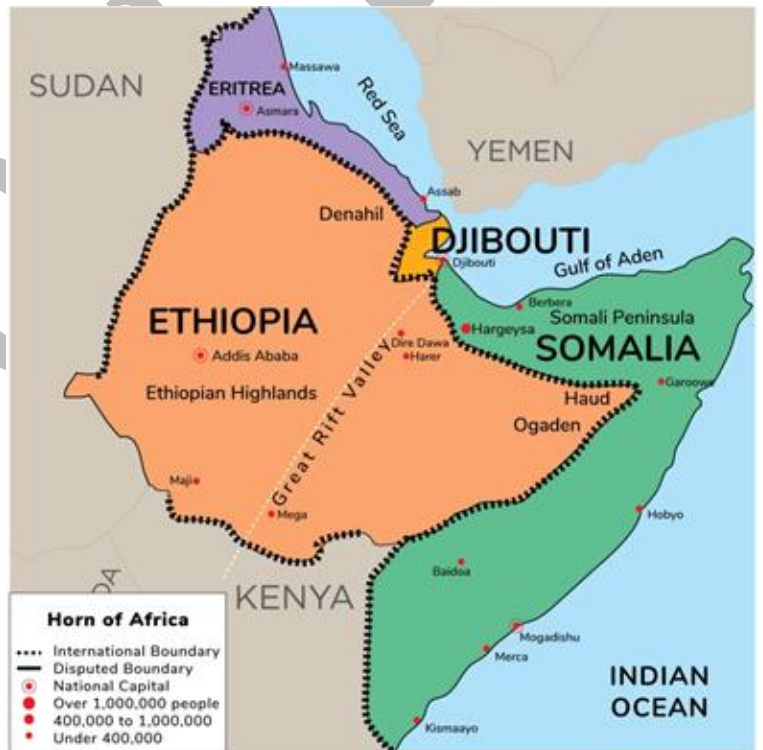 SUDAN
ERITREA
Massawa
Asmara
Red Sea
YEMEN
Assab
Denahil
DJIBOUTI
Djibouti
Gulf of Aden
Berbera
Somali Peninsula
Hargeysa
SOMALIA
ETHIOPIA
Addis Ababa
Dire Dawa
Harer
Ethiopian Highlands
Great Rift Valley
Garoowe
Haud
Ogaden
Maji
Mega
Hobyo
Baidoa
DA
KENYA
Mogadishu
Merca
Kismaayo
INDIAN
OCEAN
Horn of Africa
International Boundary
Disputed Boundary
National Capital
Over 1,000,000 people
400,000 to 1,000,000
Under 400,000